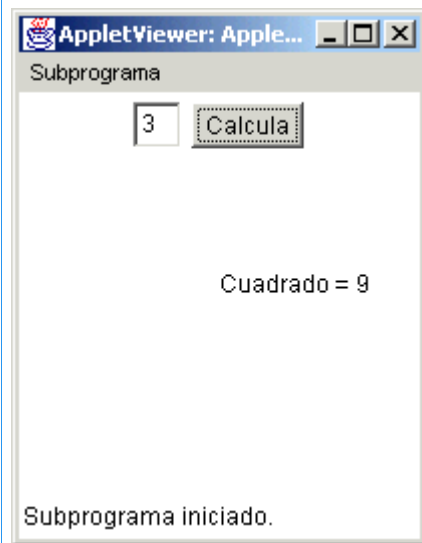 AppletViewer: Apple...
Subprograma
3 Calcula
Cuadrado = 9
Subprograma iniciado.